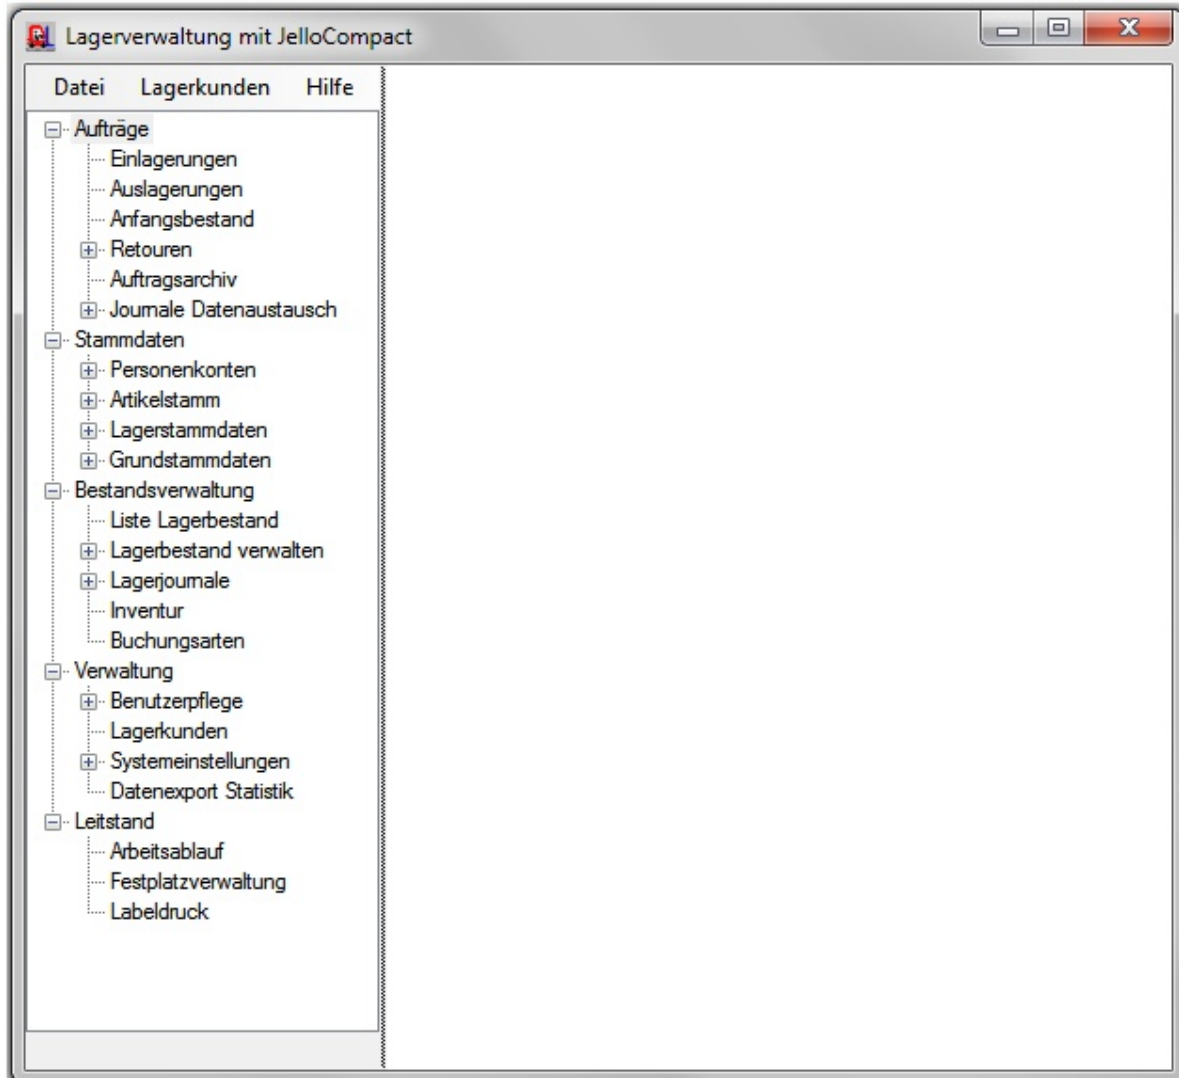 Lagerverwaltung mit JelloCompact
Datei Lagerkunden Hilfe
Aufträge
Einlagerungen
Auslagerungen
Anfangsbestand
Retouren
Auftragsarchiv
Journale Datenaustausch
Stammdaten
Personenkonten
Artikelstamm
Lagerstammdaten
Grundstammdaten
Bestandsverwaltung
Liste Lagerbestand
Lagerbestand verwalten
Lagerjournale
Inventur
Buchungsarten
Verwaltung
Benutzerpflege
Lagerkunden
Systemeinstellungen
Datenexport Statistik
Leitstand
Arbeitsablauf
Festplatzverwaltung
Labeldruck